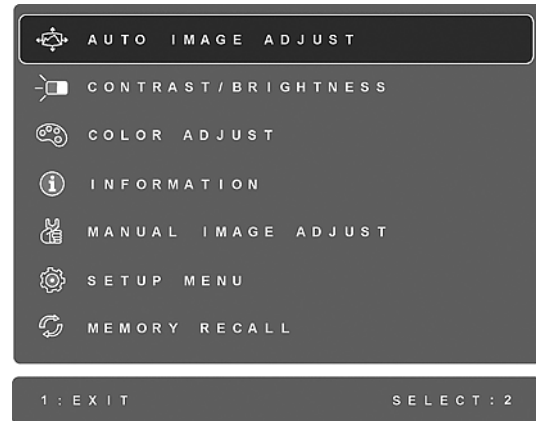 AUTO IMAGE ADJUST
CONTRAST/BRIGHTNESS
COLOR ADJUST
INFORMATION
MANUAL IMAGE ADJUST
SETUP MENU
MEMORY RECALL
1:EXIT SELECT:2